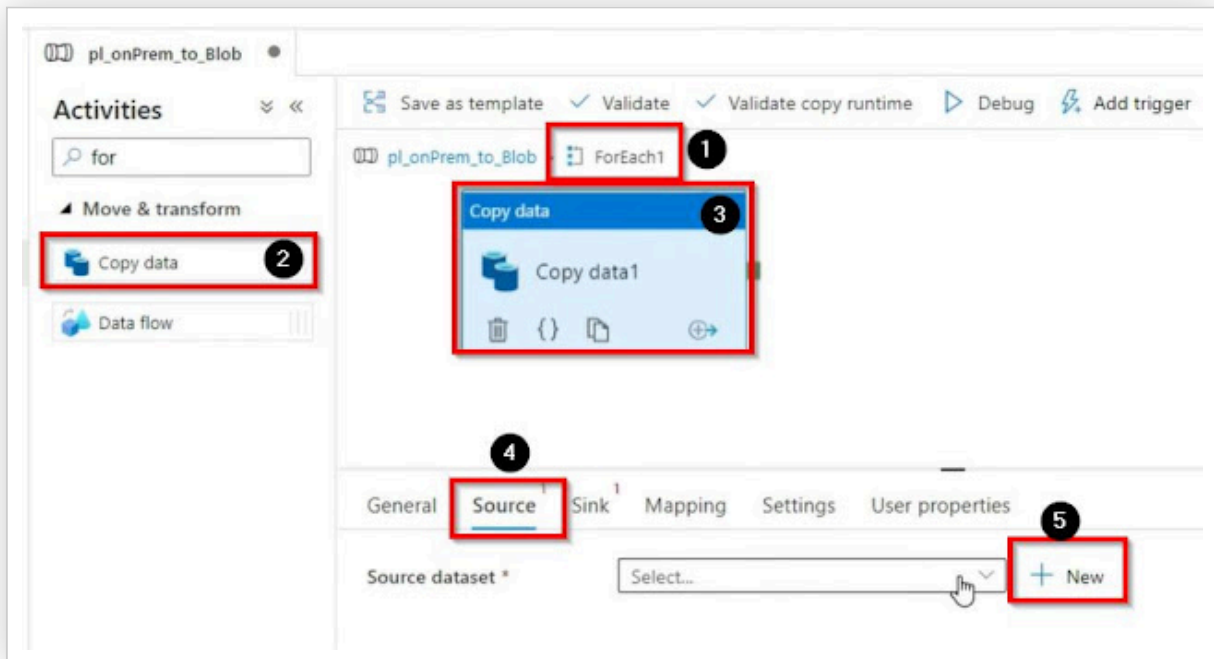 pl_onPrem_to_Blob
Activities
for
Move & transform
Copy data 2
Data flow
Save as template Validate Validate copy runtime Debug Add trigger
pl_onPrem_to_Blob ForEach1 1
Copy data 3
Copy data1
{}
4
General Source 1 Sink 1 Mapping Settings User properties
5
Source dataset * Select... + New